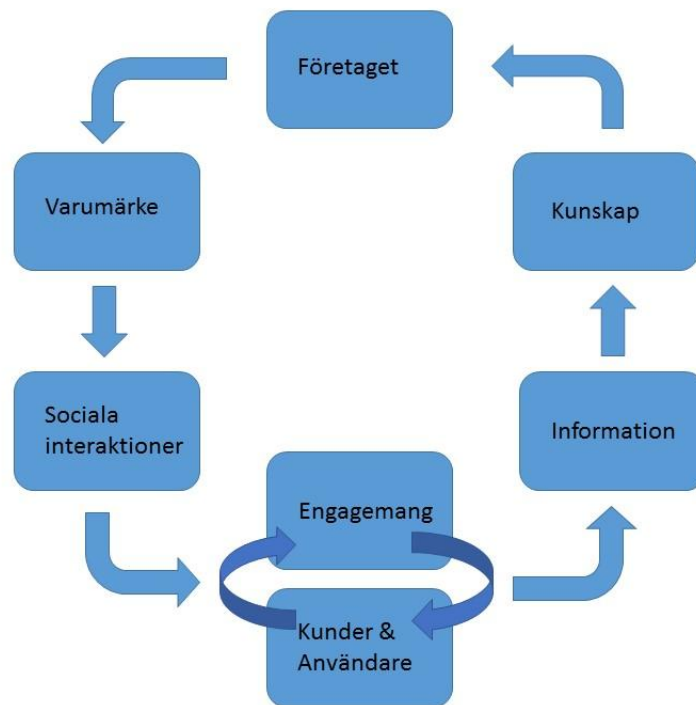 Företaget
Varumärke
Kunskap
Sociala
interaktioner
Information
Engagemang
Kunder &
Användare